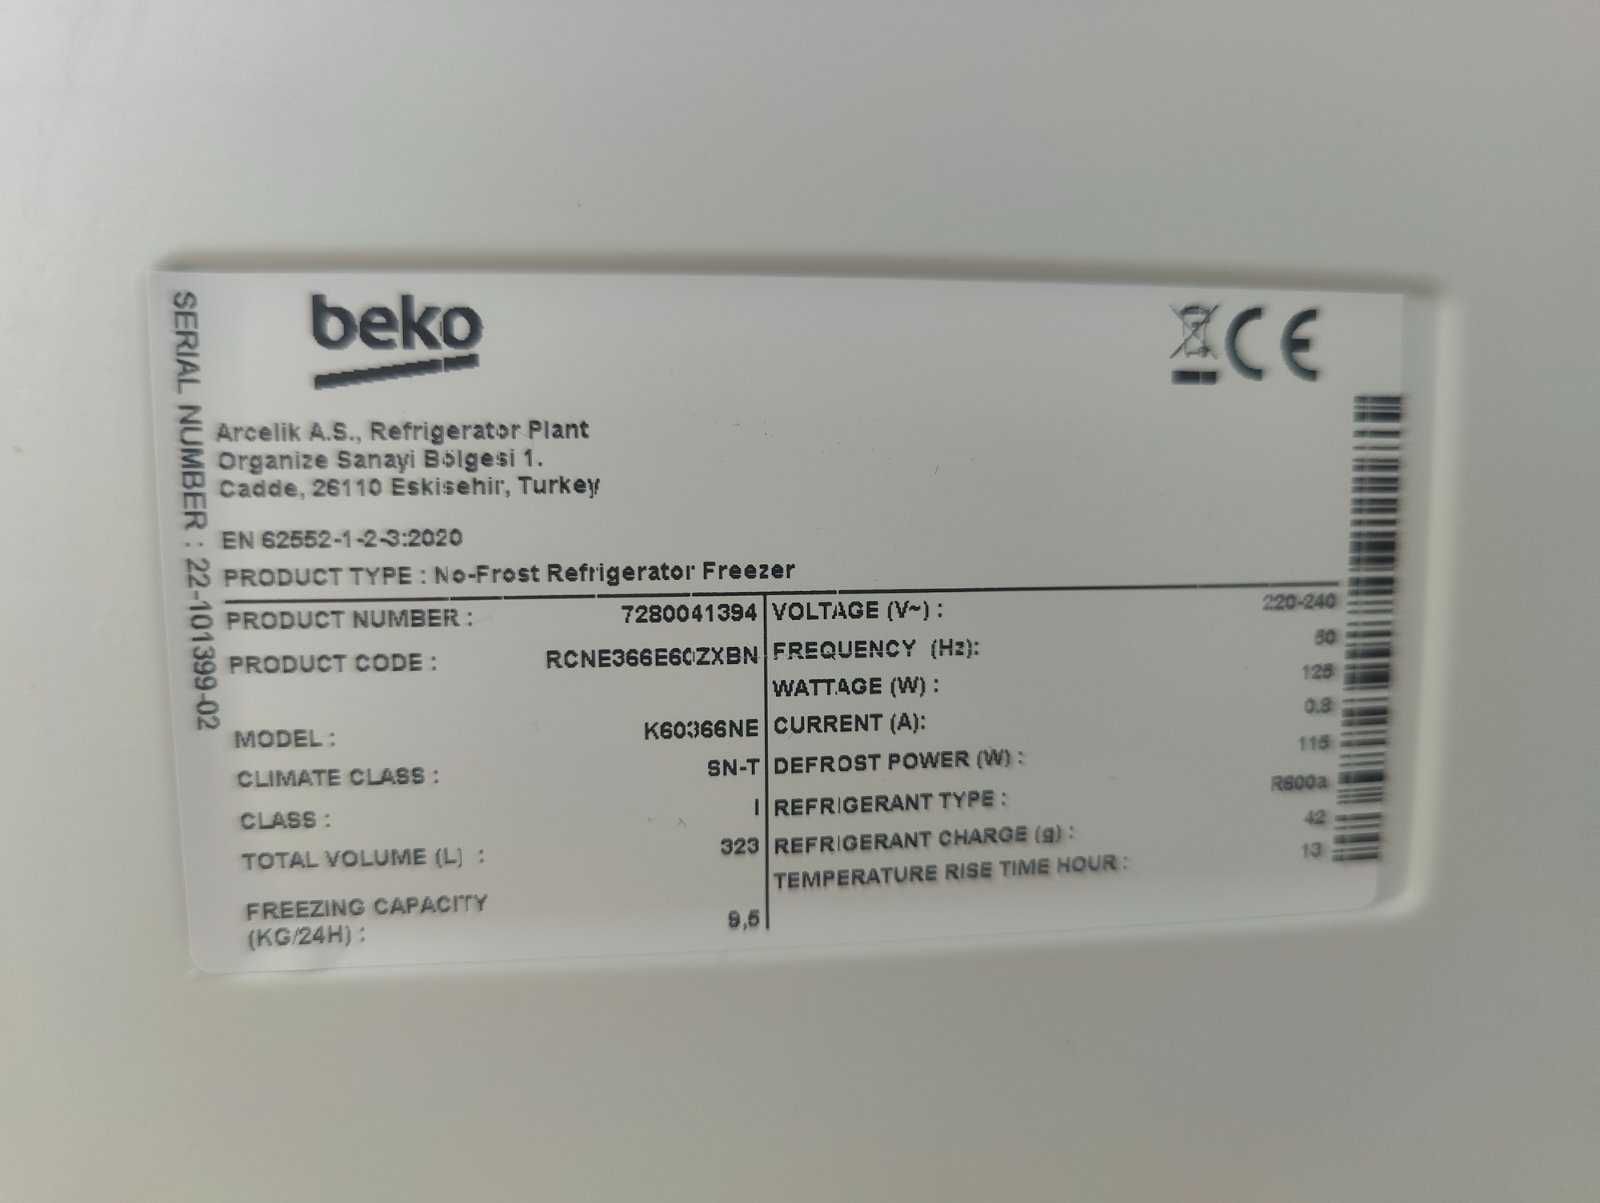 beko
CE
SERIAL NUMBER : 22-101399-02
Arcelik A.S., Refrigerator Plant
Organize Sanayi Bölgesi 1.
Cadde, 26110 Eskisehir, Turkey
EN 62552-1-2-3:2020
PRODUCT TYPE : No-Frost Refrigerator Freezer
PRODUCT NUMBER : 7280041394
PRODUCT CODE : RCNE366E60ZXBN
MODEL : K60366NE
CLIMATE CLASS : SN-T
CLASS : I
TOTAL VOLUME (L) : 323
FREEZING CAPACITY
(KG/24H) : 9,5
VOLTAGE (V~) : 220-240
FREQUENCY (Hz): 50
WATTAGE (W) : 125
CURRENT (A): 0.8
DEFROST POWER (W) : 115
REFRIGERANT TYPE : R600a
REFRIGERANT CHARGE (g) : 42
TEMPERATURE RISE TIME HOUR : 13